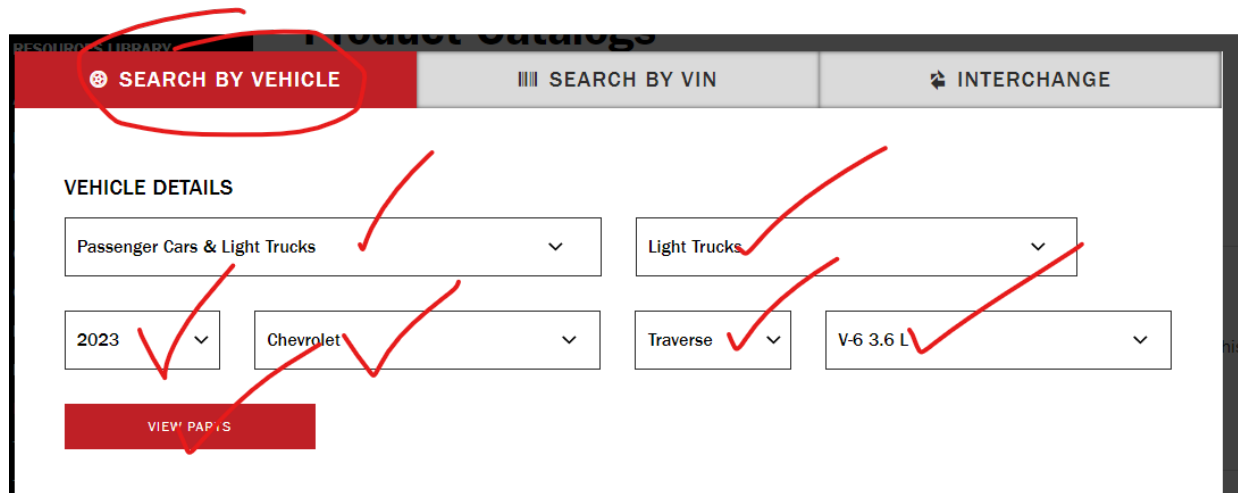 RESOURCES LIBRARY
Product Catalogs
SEARCH BY VEHICLE
SEARCH BY VIN
INTERCHANGE
VEHICLE DETAILS
Passenger Cars & Light Trucks
Light Trucks
2023
Chevrolet
Traverse
V-6 3.6 L
VIEW PARTS